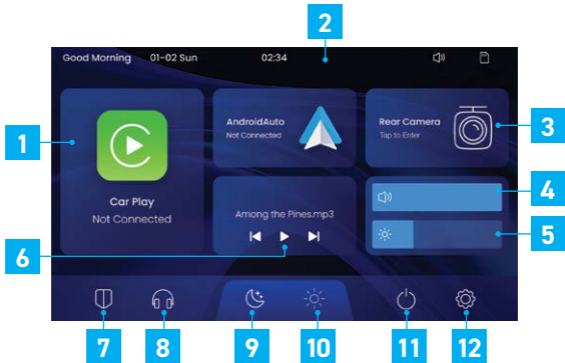 2
Good Morning 01-02 Sun 02:34
1
AndroidAuto
Not Connected
Rear Camera
Tap to Enter
3
Car Play
Not Connected
Among the Pines.mp3
4
5
6
7 8 9 10 11 12